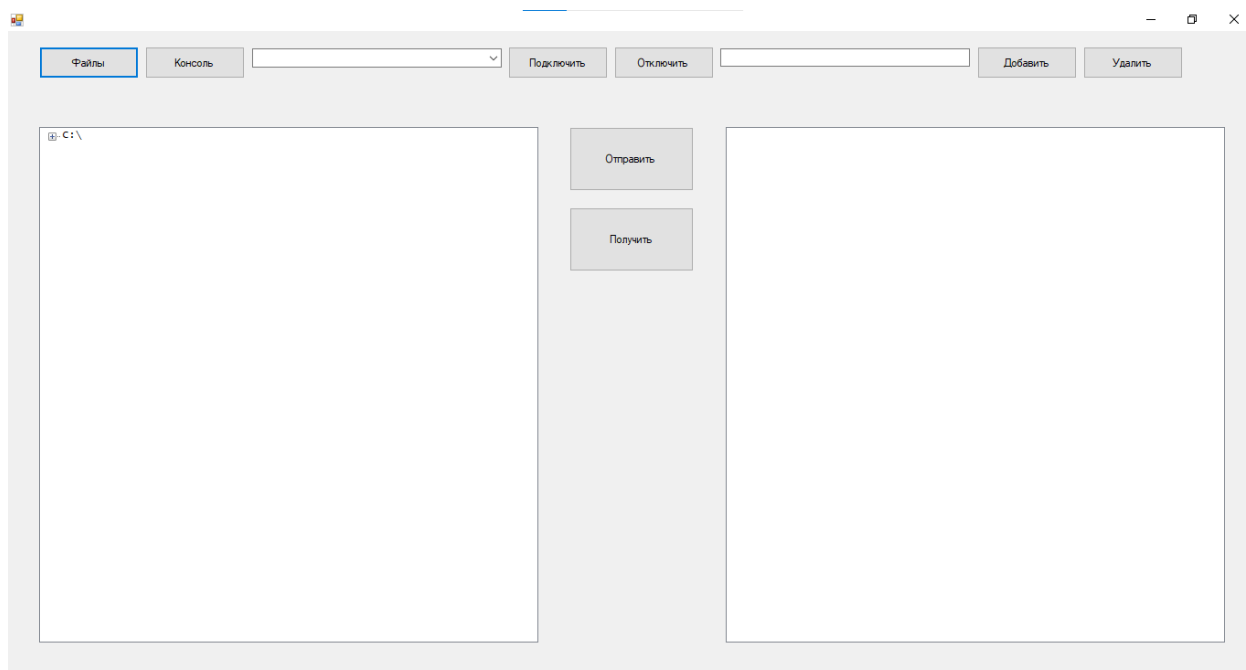 Файлы Консоль Подключить Отключить Добавить Удалить
C:\
Отправить
Получить